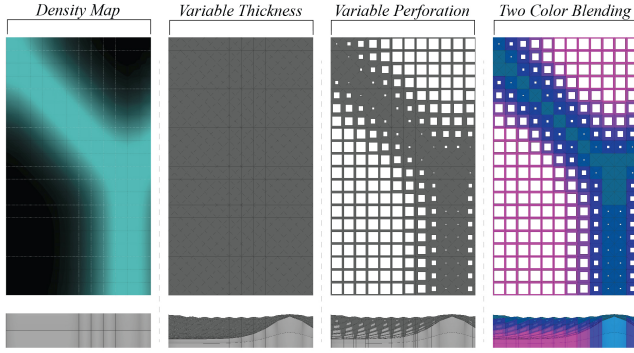 Density Map
Variable Thickness
Variable Perforation
Two Color Blending